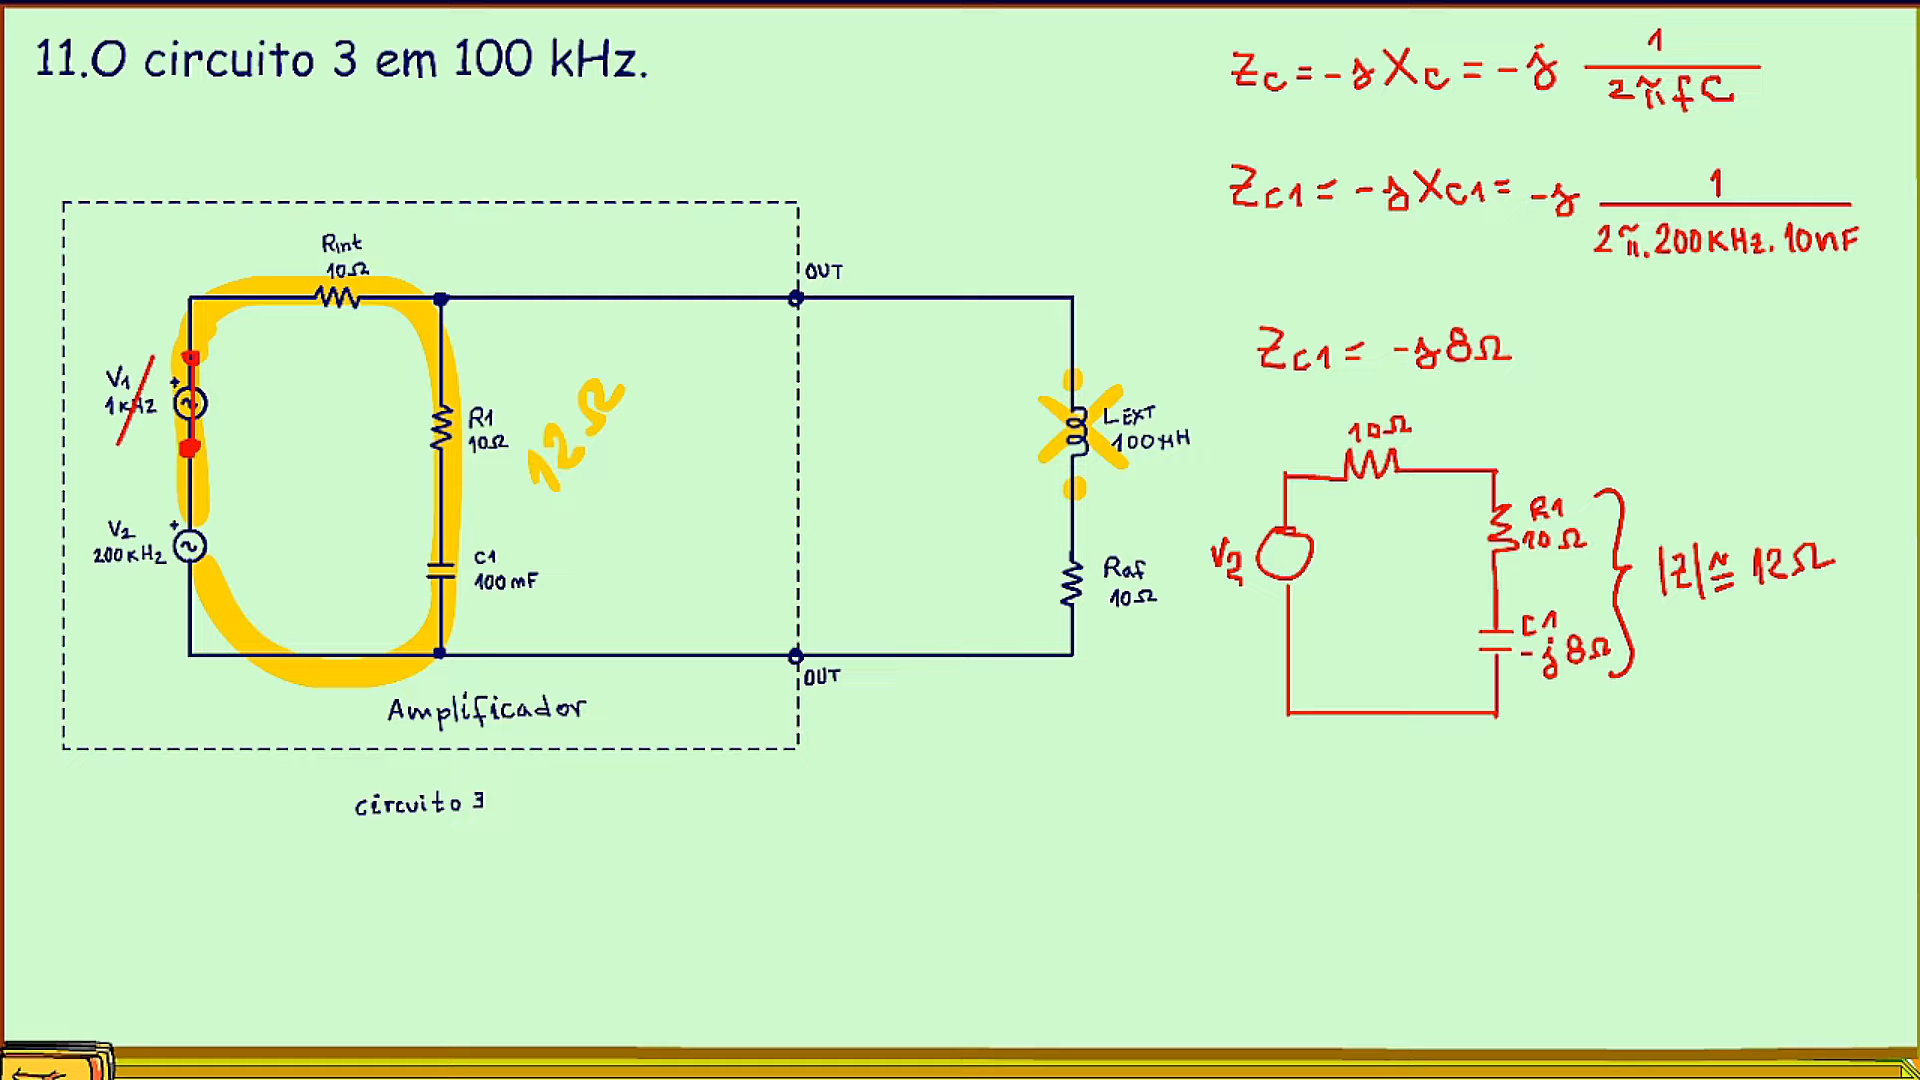 11.O circuito 3 em 100 kHz.
Zc = -jXc = -j 1
2πfC
Zc1 = -jXc1 = -j 1
2π.200KHz.10nF
Zc1 = -j8Ω
Rint
10Ω
OUT
V1
1KHZ
R1
10Ω
12Ω
LEXT
100μH
V2
200KHZ
C1
100mF
Raf
10Ω
OUT
Amplificador
circuito 3
10Ω
V2
R1
10Ω
C1
-j8Ω
|Z| ≅ 12Ω